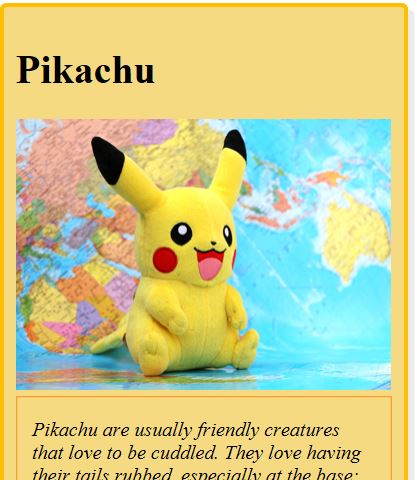 Pikachu
Pikachu are usually friendly creatures
that love to be cuddled. They love having
their tails rubbed, especially at the base;